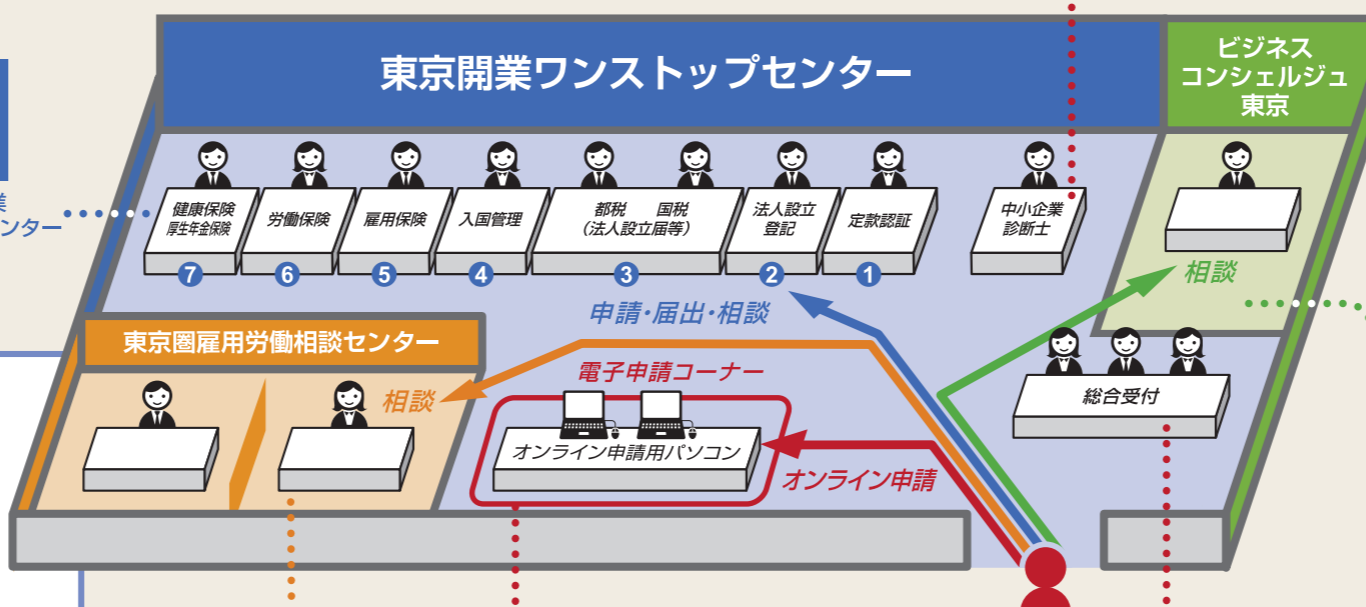 東京開業ワンストップセンター
ビジネス
コンシェルジュ
東京
業
ンター
健康保険
厚生年金保険
7
労働保険
6
雇用保険
5
入国管理
4
都税 国税
(法人設立届等)
3
法人設立
登記
2
定款認証
1
中小企業
診断士
相談
申請・届出・相談
東京圏雇用労働相談センター
相談
電子申請コーナー
オンライン申請用パソコン
オンライン申請
総合受付